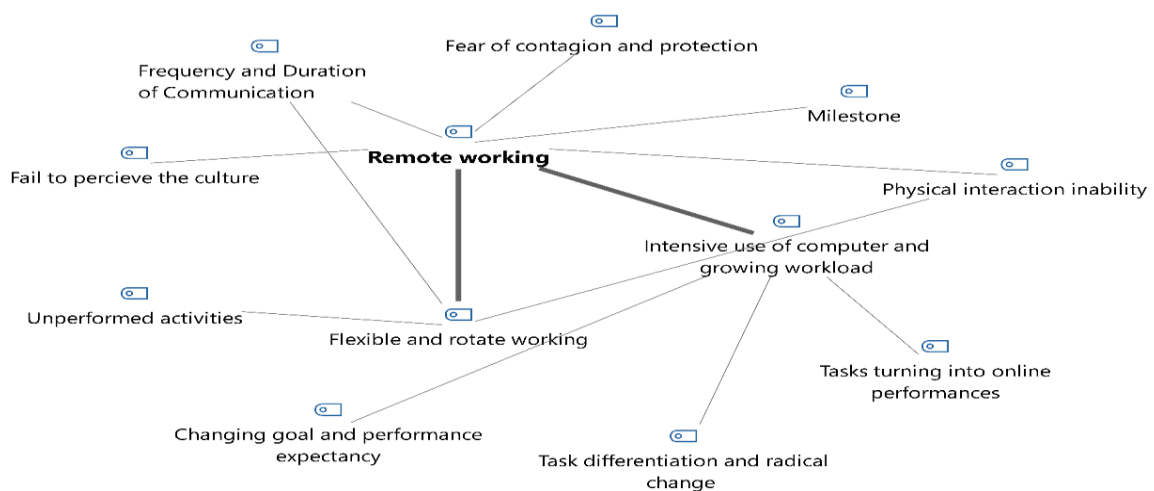 Fear of contagion and protection
Frequency and Duration
of Communication
Milestone
Remote working
Fail to percieve the culture
Physical interaction inability
Intensive use of computer and
growing workload
Unperformed activities
Flexible and rotate working
Tasks turning into online
performances
Changing goal and performance
expectancy
Task differentiation and radical
change